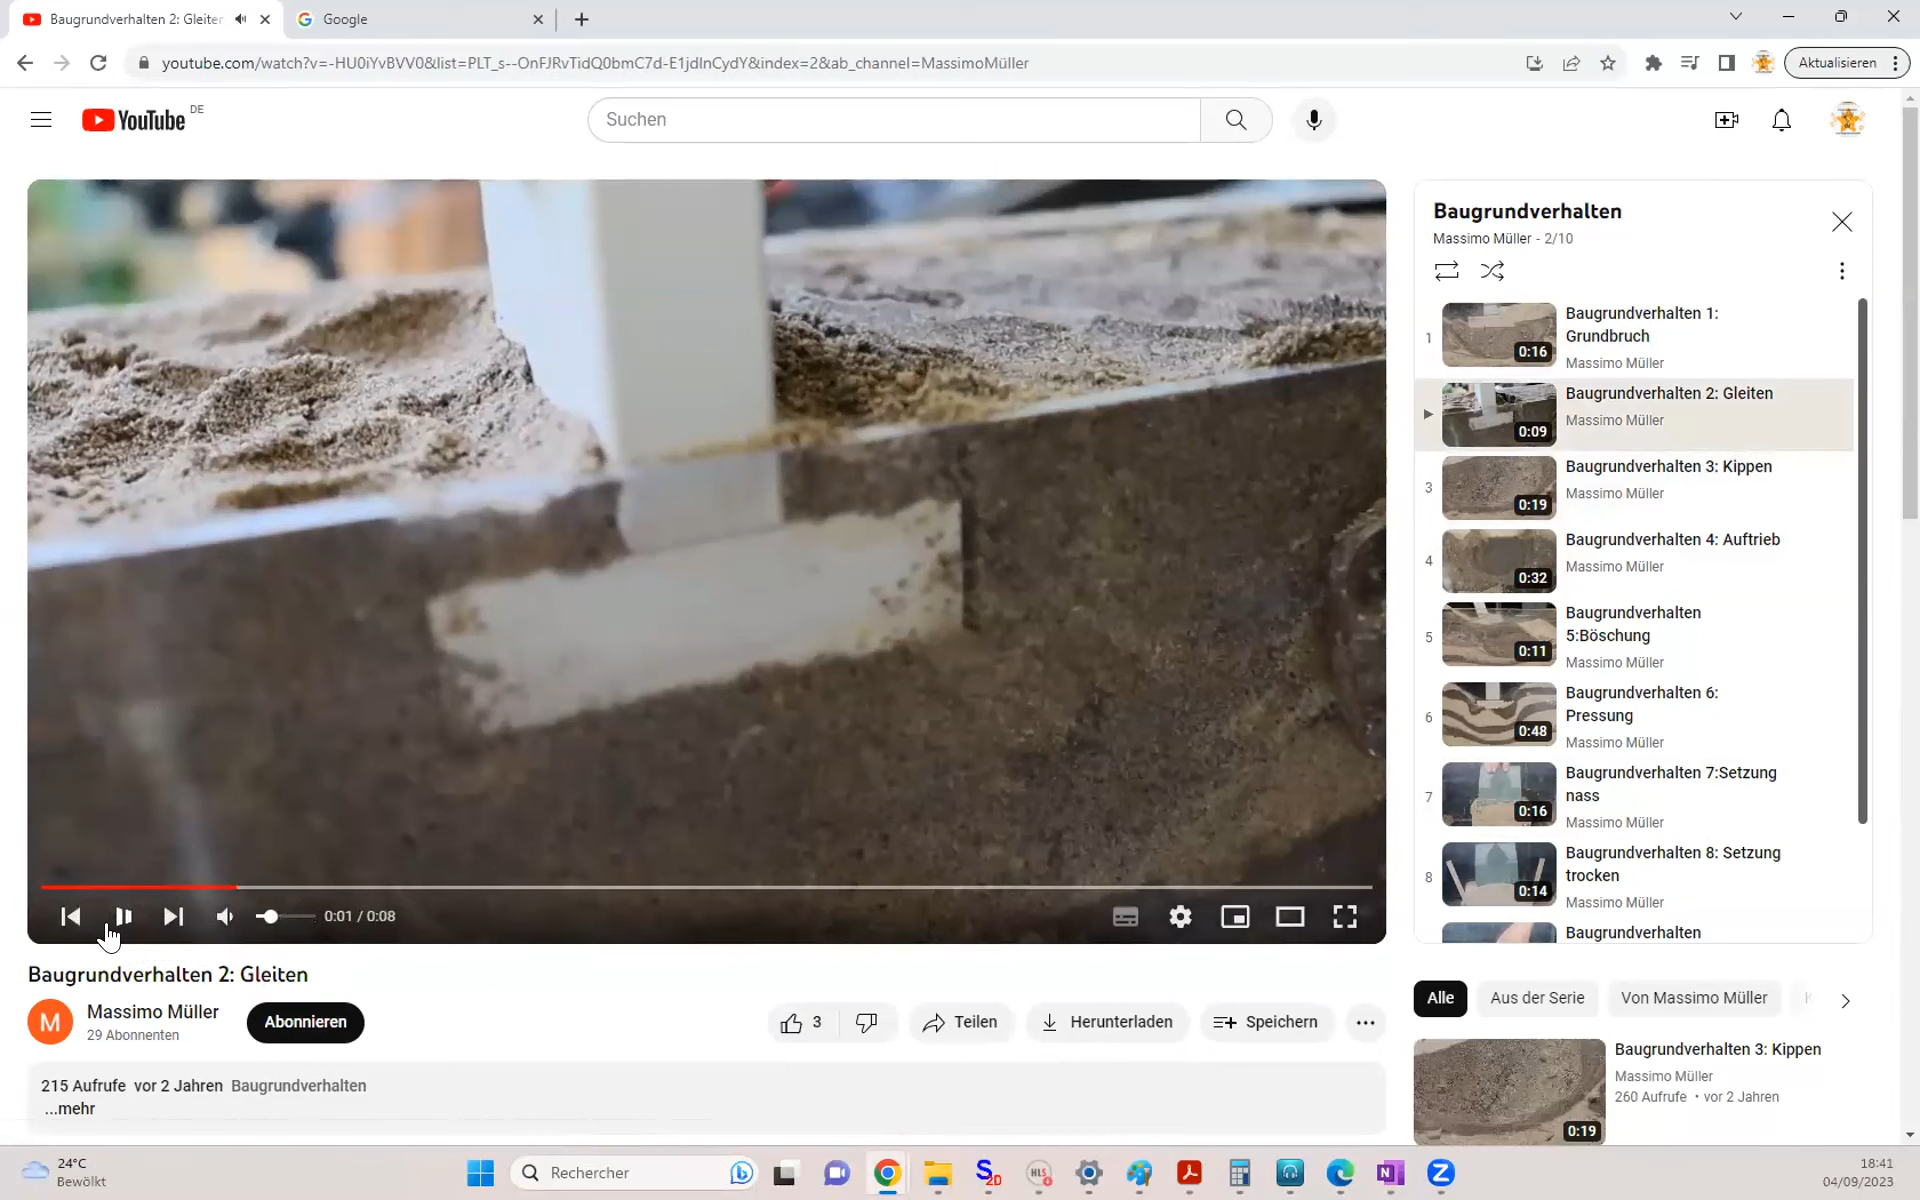 Baugrundverhalten 2: Gleiten
Google
youtube.com/watch?v=-HU0iYvBVV0&list=PLT_s--OnFJRvTidQ0bmC7d-E1jdInCydY&index=2&ab_channel=MassimoMüller
Aktualisieren
YouTube DE
Suchen
Baugrundverhalten
Massimo Müller - 2/10
1
Baugrundverhalten 1:
Grundbruch
0:16
Massimo Müller
Baugrundverhalten 2: Gleiten
Massimo Müller
0:09
3
Baugrundverhalten 3: Kippen
Massimo Müller
0:19
4
Baugrundverhalten 4: Auftrieb
Massimo Müller
0:32
5
Baugrundverhalten
5:Böschung
0:11
Massimo Müller
6
Baugrundverhalten 6:
Pressung
0:48
Massimo Müller
7
Baugrundverhalten 7:Setzung
nass
0:16
Massimo Müller
8
Baugrundverhalten 8: Setzung
trocken
0:14
Massimo Müller
Baugrundverhalten
0:01 / 0:08
Baugrundverhalten 2: Gleiten
M
Massimo Müller
29 Abonnenten
Abonnieren
3
Teilen
Herunterladen
Speichern
215 Aufrufe vor 2 Jahren Baugrundverhalten
...mehr
Alle
Aus der Serie
Von Massimo Müller
Baugrundverhalten 3: Kippen
Massimo Müller
260 Aufrufe • vor 2 Jahren
0:19
24°C
Bewölkt
Rechercher
S
2D
HLS
N
Z
18:41
04/09/2023